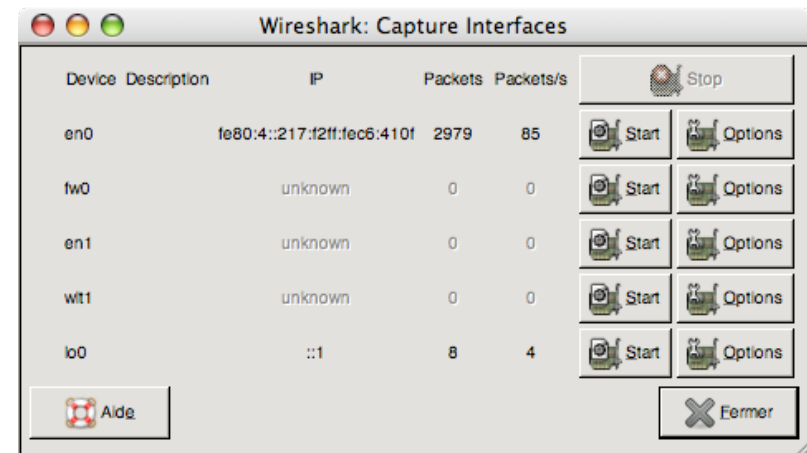 Wireshark: Capture Interfaces
Device Description IP Packets Packets/s Stop
en0 fe80:4::217:f2ff:fec6:410f 2979 85 Start Options
fw0 unknown 0 0 Start Options
en1 unknown 0 0 Start Options
wlt1 unknown 0 0 Start Options
lo0 ::1 8 4 Start Options
Aide Fermer